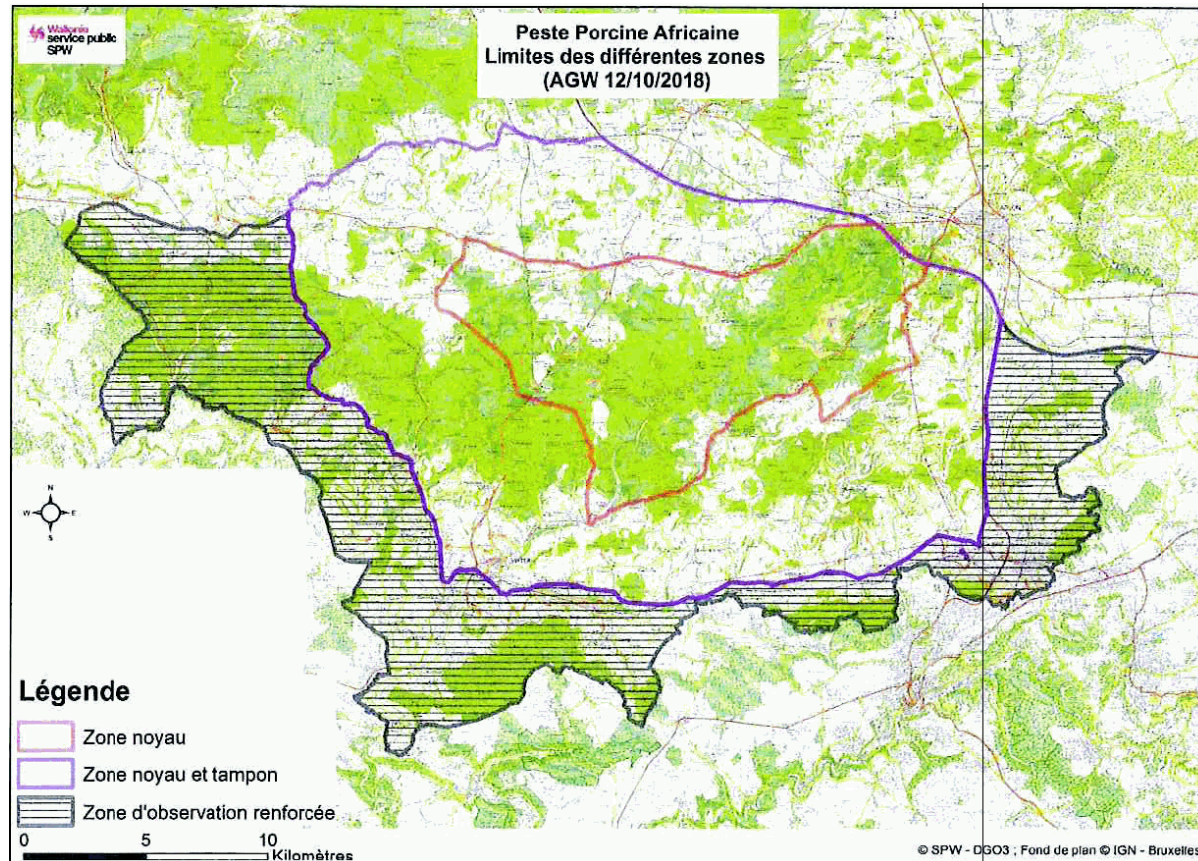 Wallonie
service public
SPW
Peste Porcine Africaine
Limites des différentes zones
(AGW 12/10/2018)
N
W E
S
Légende
Zone noyau
Zone noyau et tampon
Zone d'observation renforcée
0 5 10
Kilomètres
© SPW - DGO3 ; Fond de plan © IGN - Bruxelles